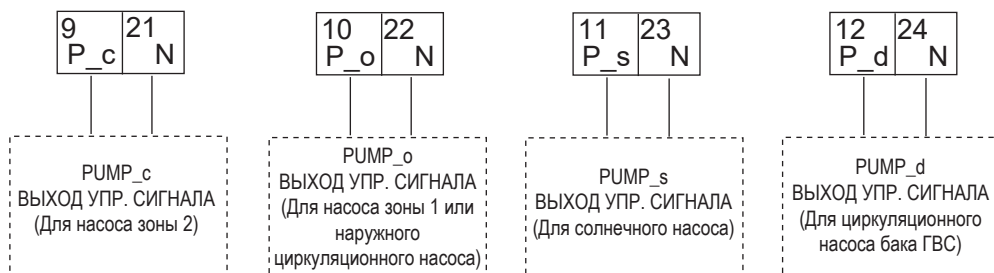 9 21
P_c N
10 22
P_o N
11 23
P_s N
12 24
P_d N
PUMP_c
ВЫХОД УПР. СИГНАЛА
(Для насоса зоны 2)
PUMP_o
ВЫХОД УПР. СИГНАЛА
(Для насоса зоны 1 или
наружного
циркуляционного насоса)
PUMP_s
ВЫХОД УПР. СИГНАЛА
(Для солнечного насоса)
PUMP_d
ВЫХОД УПР. СИГНАЛА
(Для циркуляционного
насоса бака ГВС)